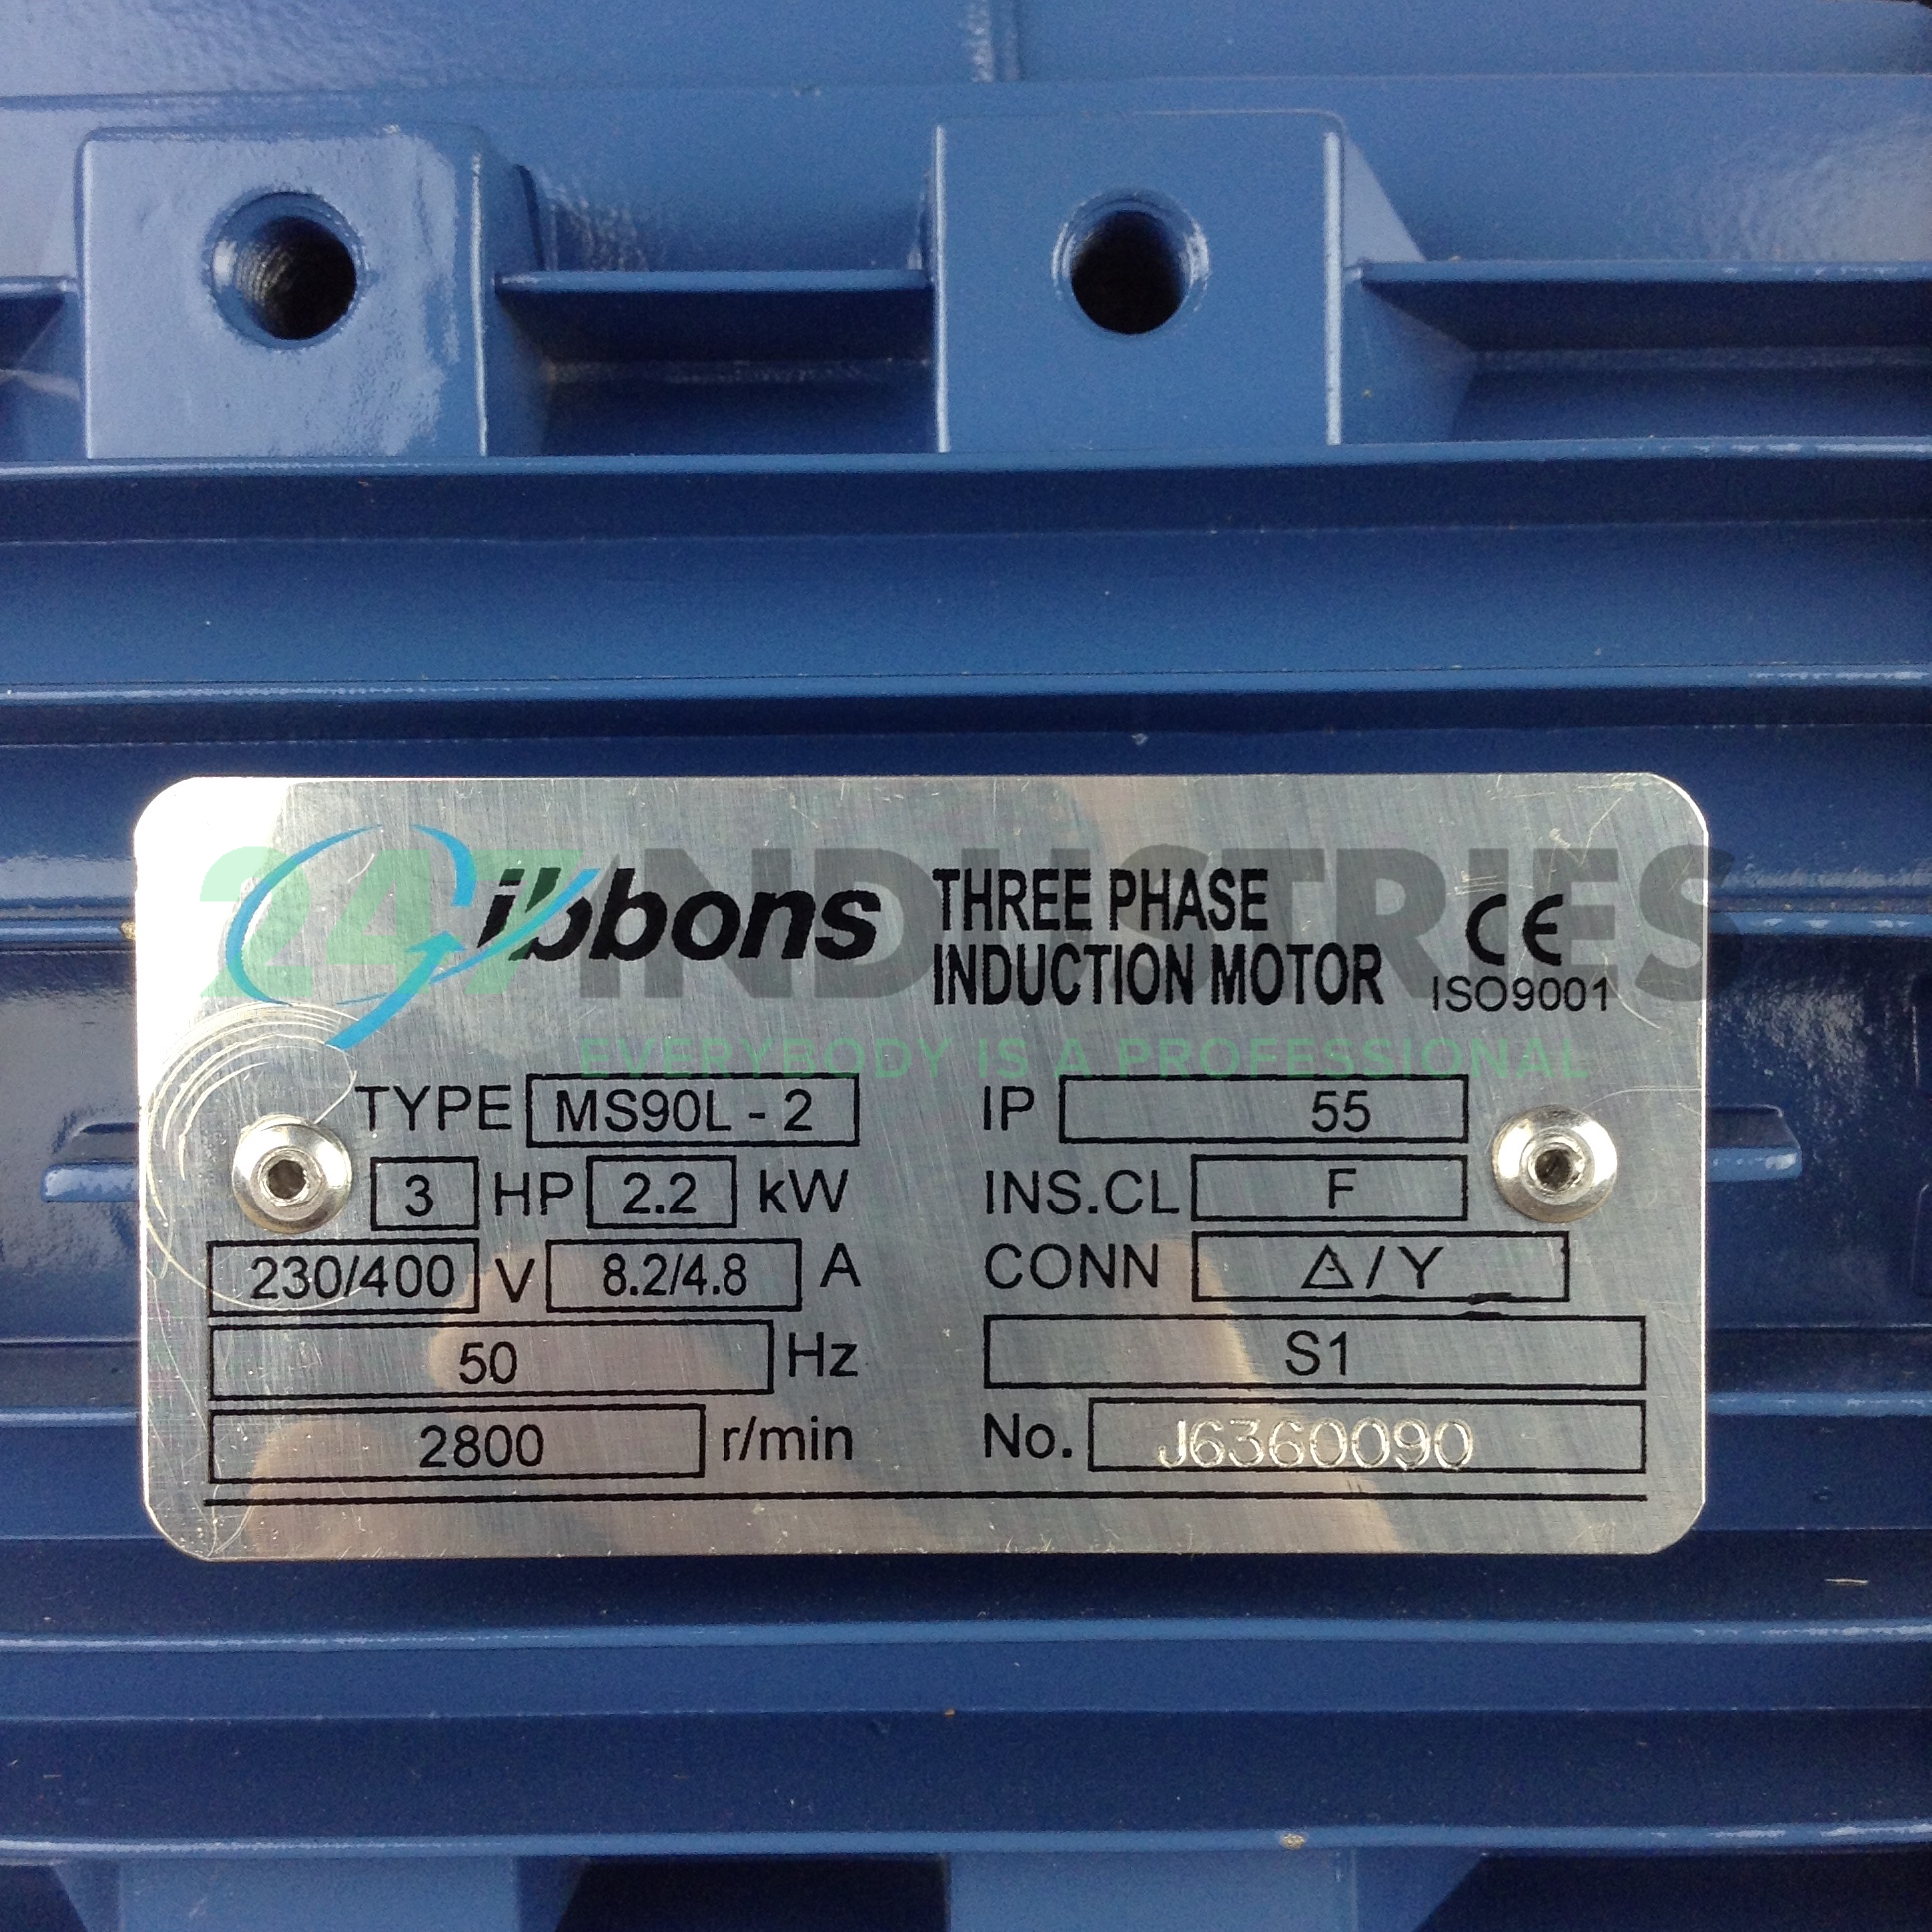 Gibbons THREE PHASE
INDUCTION MOTOR
CE
ISO9001
247 INDUSTRIES
EVERYBODY IS A PROFESSIONAL
TYPE MS90L - 2 IP 55
3 HP 2.2 kW INS.CL F
230/400 V 8.2/4.8 A CONN △/Y
50 Hz S1
2800 r/min No. J6360090